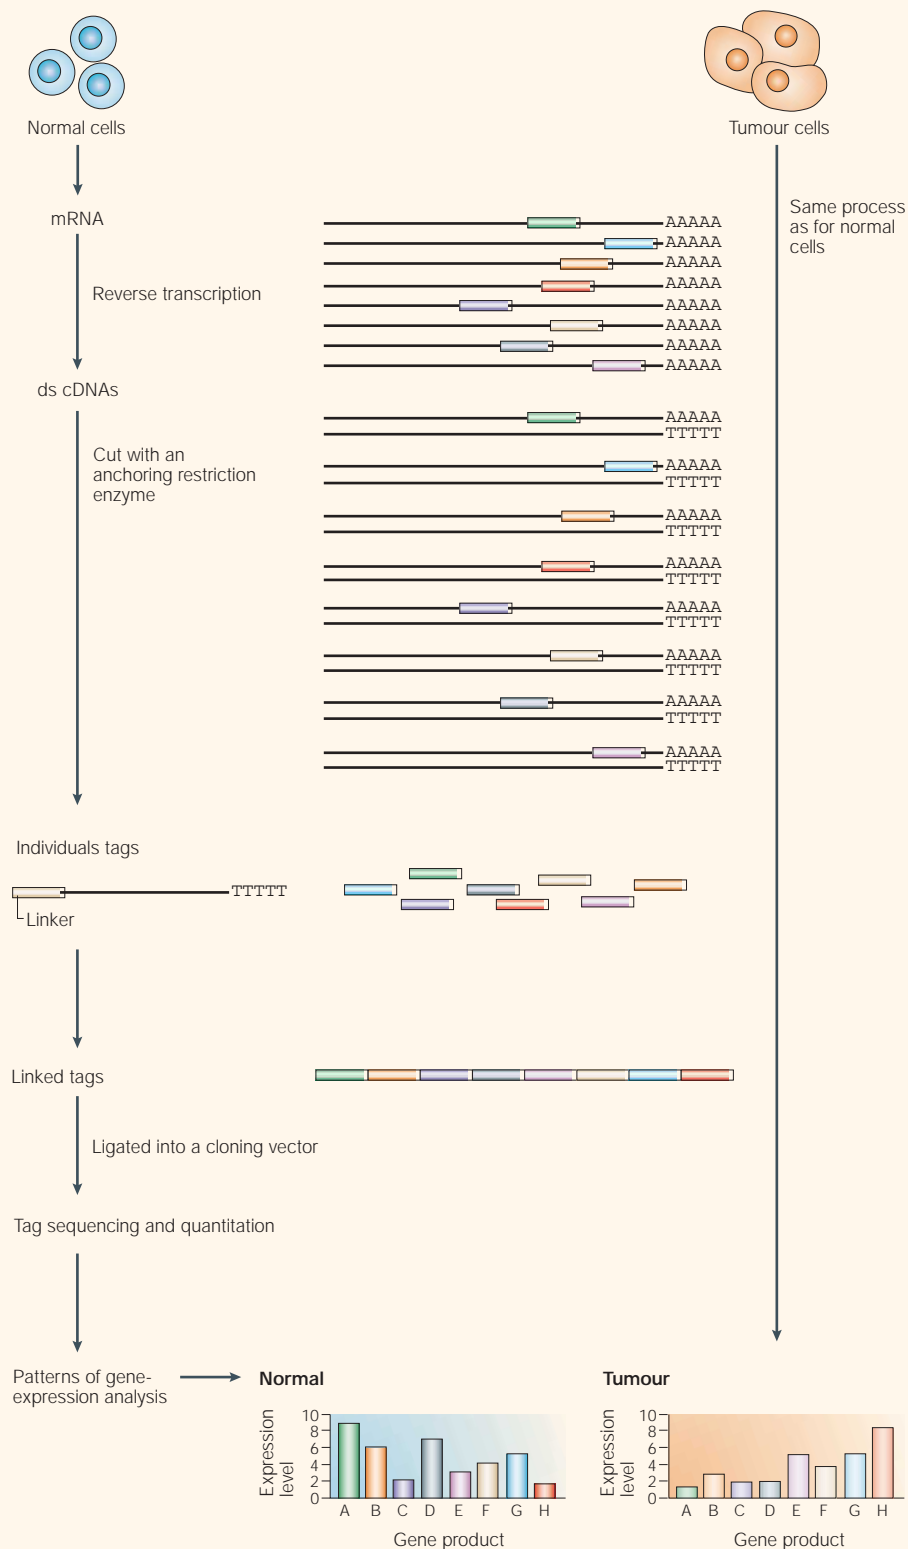 Normal cells
Tumour cells
mRNA
Reverse transcription
Same process
as for normal
cells
AAAAA
AAAAA
AAAAA
AAAAA
AAAAA
AAAAA
AAAAA
AAAAA
ds cDNAs
Cut with an
anchoring restriction
enzyme
AAAAA
TTTTT
AAAAA
TTTTT
AAAAA
TTTTT
AAAAA
TTTTT
AAAAA
TTTTT
AAAAA
TTTTT
AAAAA
TTTTT
AAAAA
TTTTT
Individuals tags
TTTTT
Linker
Linked tags
Ligated into a cloning vector
Tag sequencing and quantitation
Patterns of gene-
expression analysis
Normal
Expression
level
10
8
6
4
2
0
A B C D E F G H
Gene product
Tumour
Expression
level
10
8
6
4
2
0
A B C D E F G H
Gene product